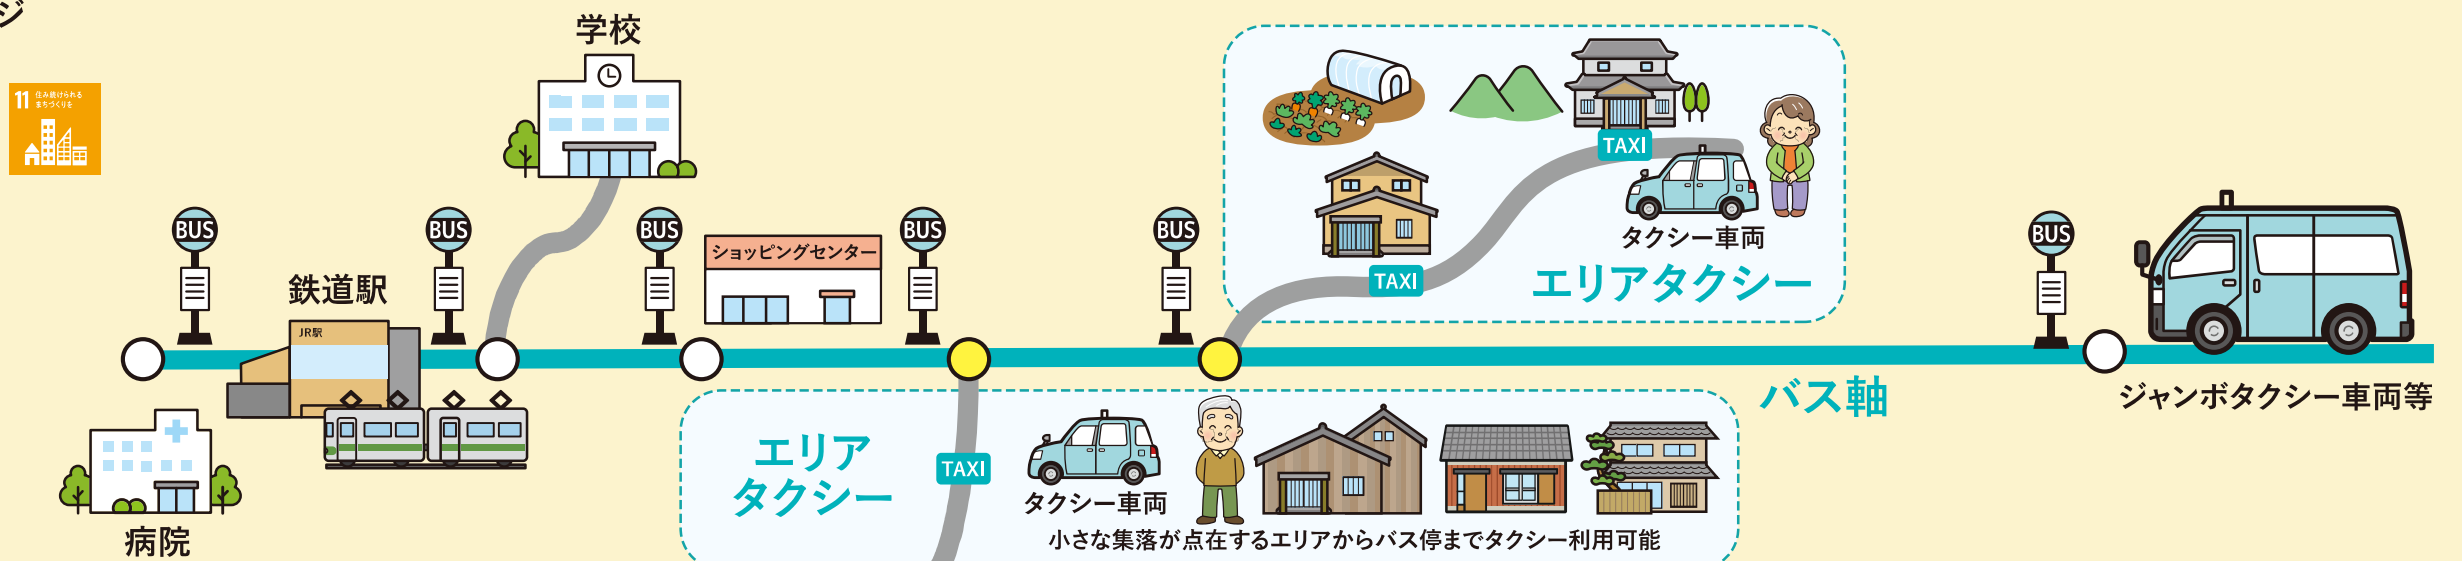 ジ
11 住み続けられる
まちづくりを
学校
BUS
BUS
BUS
BUS
BUS
BUS
鉄道駅
JR駅
ショッピングセンター
TAXI
TAXI
タクシー車両
エリアタクシー
バス軸
ジャンボタクシー車両等
病院
エリア
タクシー
TAXI
タクシー車両
小さな集落が点在するエリアからバス停までタクシー利用可能